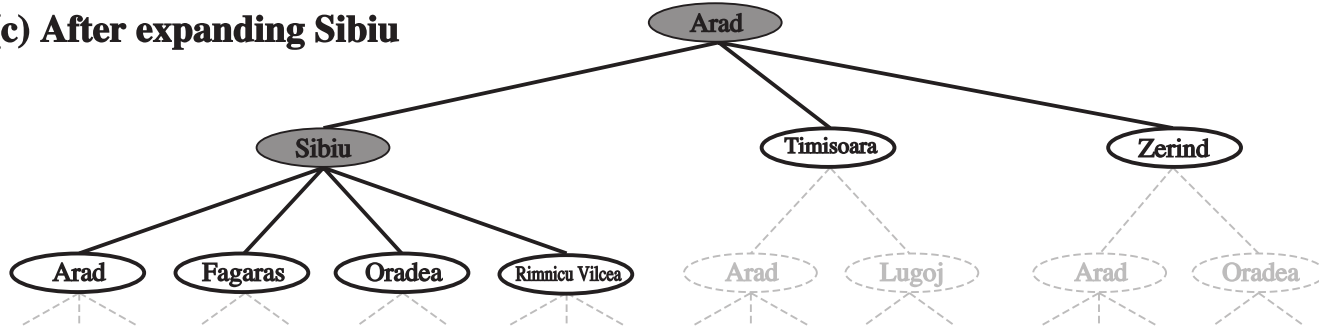 (c) After expanding Sibiu
Arad
Sibiu
Timisoara
Zerind
Arad
Fagaras
Oradea
Rimnicu Vilcea
Arad
Lugoj
Arad
Oradea